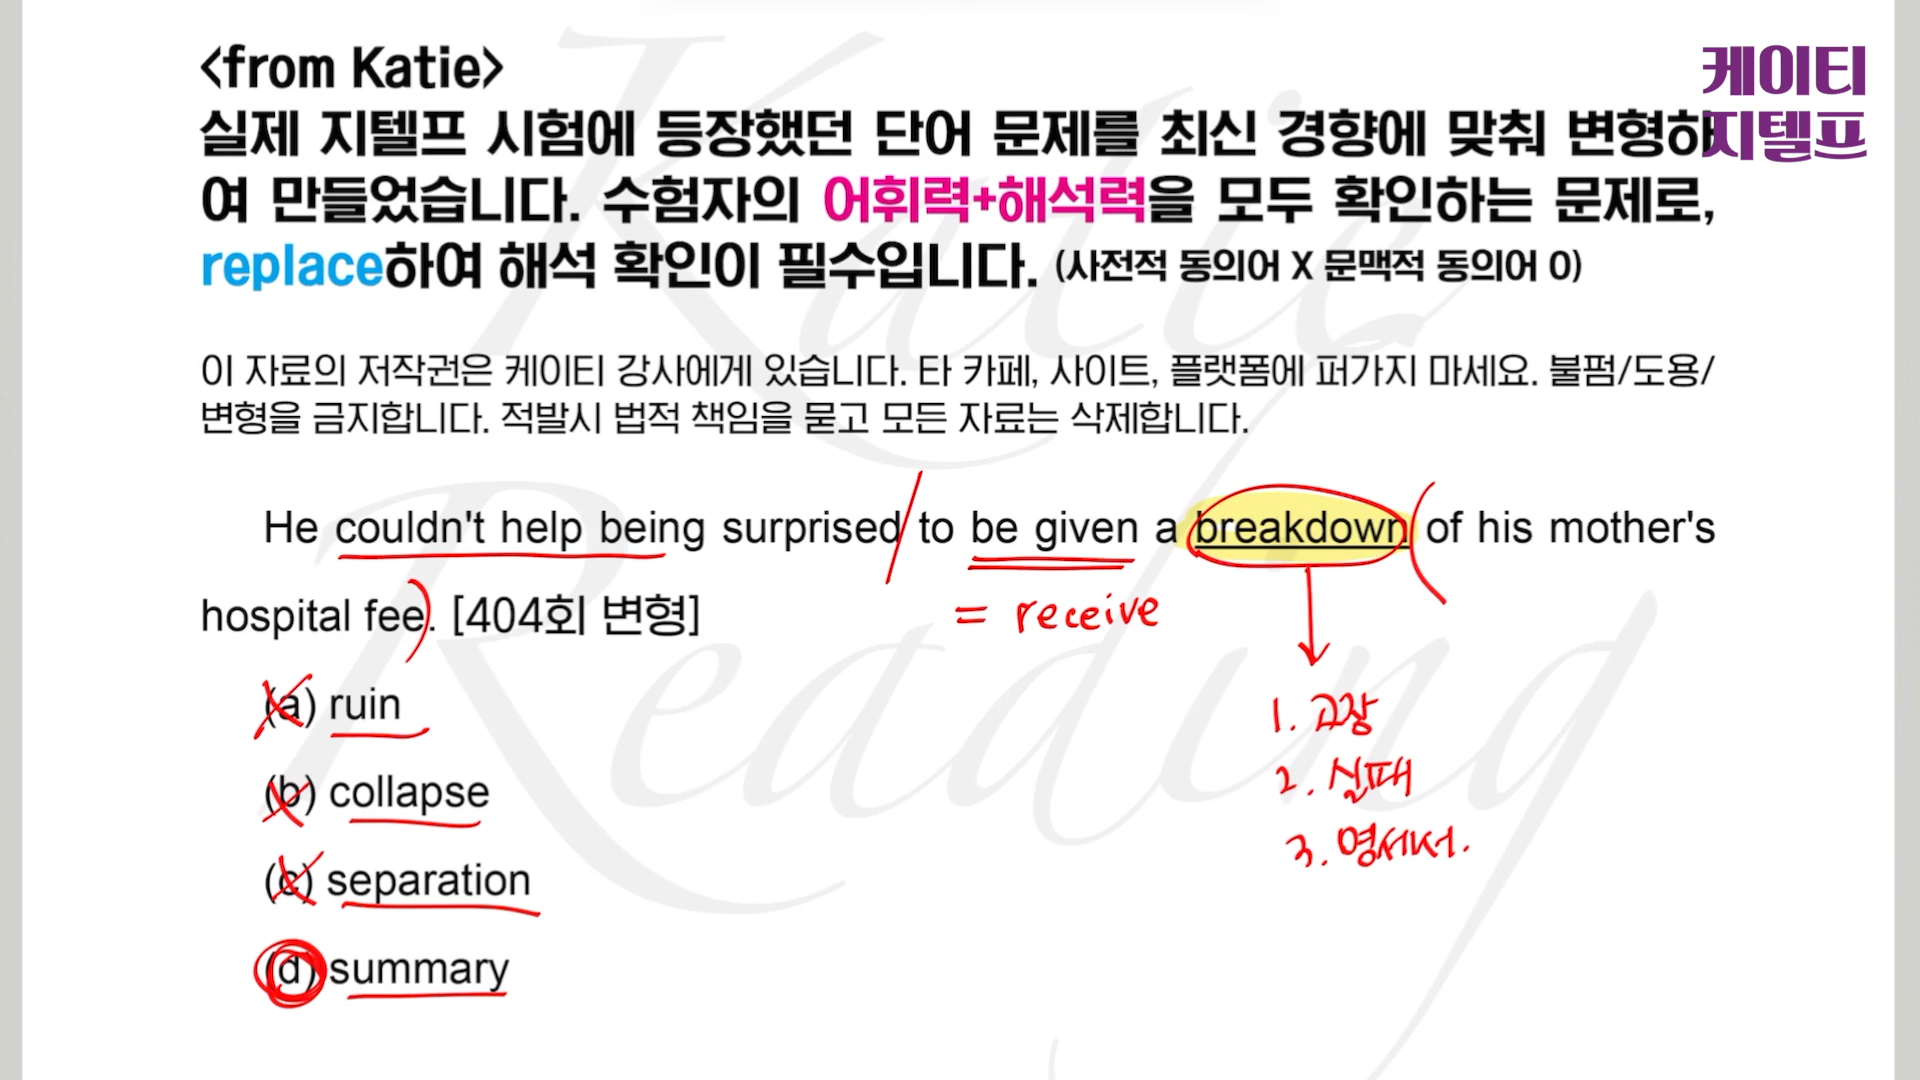 <from Katie>
케이티
지텔프
실제 지텔프 시험에 등장했던 단어 문제를 최신 경향에 맞춰 변형하
여 만들었습니다. 수험자의 어휘력+해석력을 모두 확인하는 문제로,
replace하여 해석 확인이 필수입니다. (사전적 동의어 X 문맥적 동의어 O)
이 자료의 저작권은 케이티 강사에게 있습니다. 타 카페, 사이트, 플랫폼에 퍼가지 마세요. 불펌/도용/
변형을 금지합니다. 적발시 법적 책임을 묻고 모든 자료는 삭제합니다.
He couldn't help being surprised to be given a breakdown of his mother's
hospital fee. [404회 변형]
= receive
(a) ruin
(b) collapse
(c) separation
(d) summary
1. 고장
2. 실패
3. 명세서.
Katie
Reading